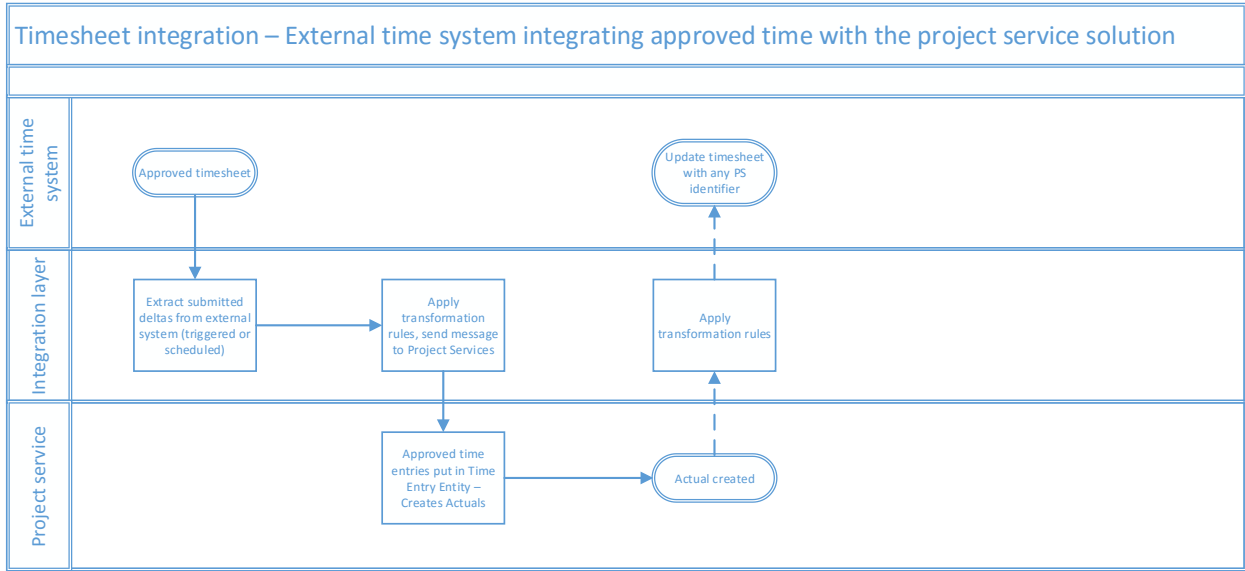 Timesheet integration – External time system integrating approved time with the project service solution
External time
system
Approved timesheet
Update timesheet
with any PS
identifier
Integration layer
Extract submitted
deltas from external
system (triggered or
scheduled)
Apply
transformation
rules, send message
to Project Services
Apply
transformation rules
Project service
Approved time
entries put in Time
Entry Entity –
Creates Actuals
Actual created